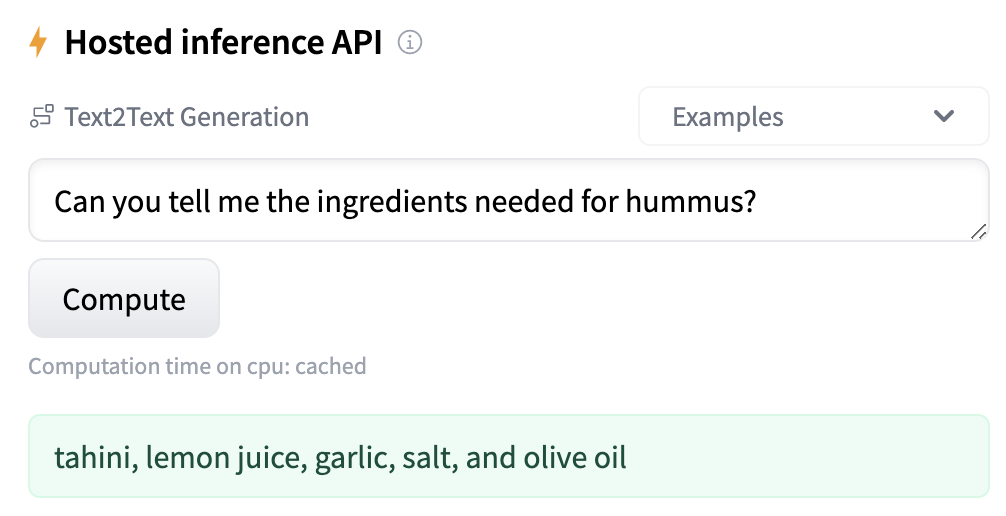 Hosted inference API
Text2Text Generation
Examples
Can you tell me the ingredients needed for hummus?
Compute
Computation time on cpu: cached
tahini, lemon juice, garlic, salt, and olive oil